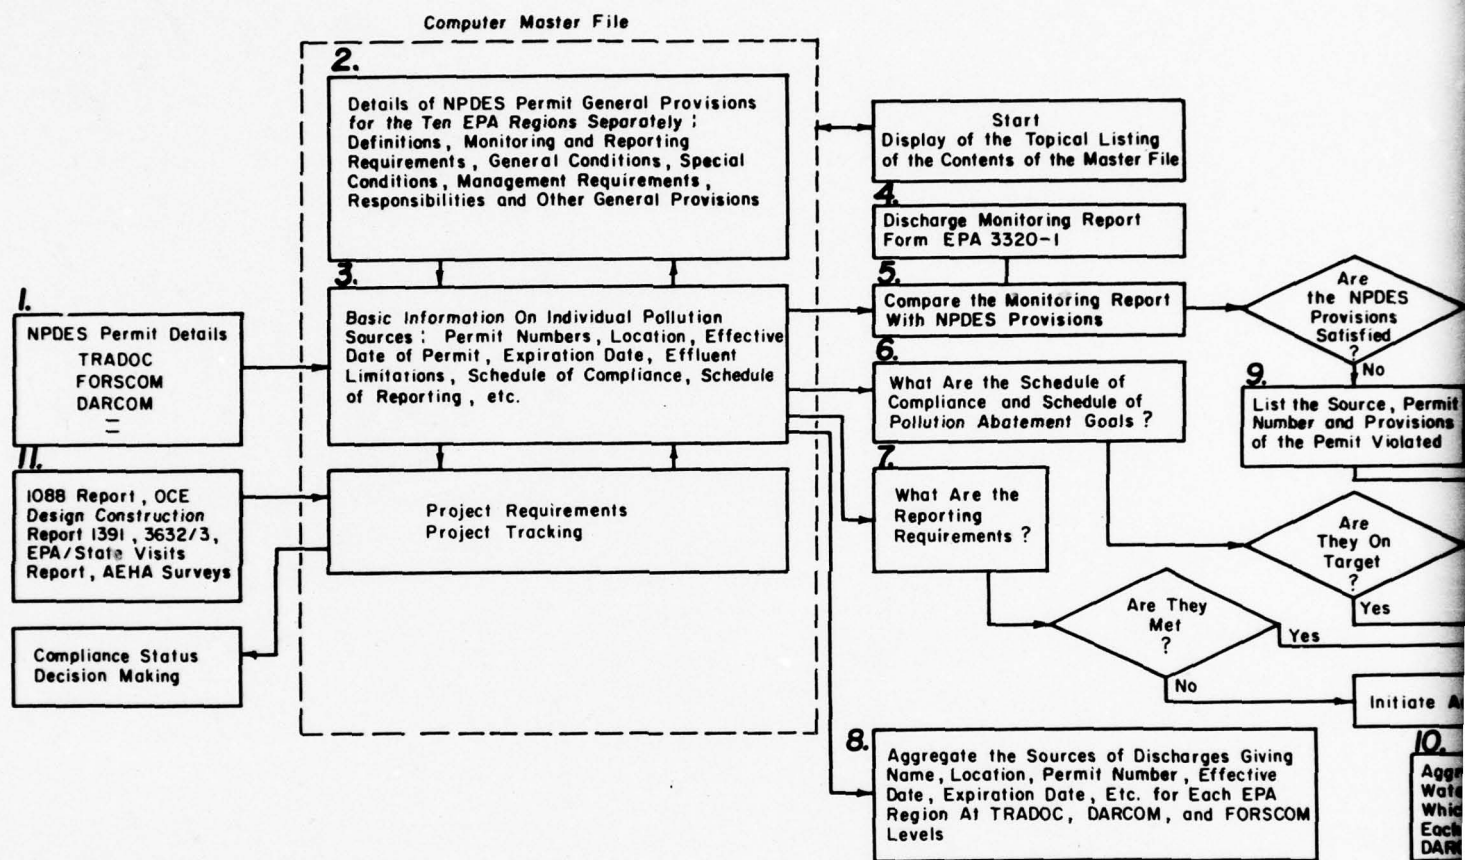 Computer Master File
2.
Details of NPDES Permit General Provisions
for the Ten EPA Regions Separately :
Definitions, Monitoring and Reporting
Requirements, General Conditions, Special
Conditions, Management Requirements,
Responsibilities and Other General Provisions
Start
Display of the Topical Listing
of the Contents of the Master File
4.
Discharge Monitoring Report
Form EPA 3320-1
1.
NPDES Permit Details
TRADOC
FORSCOM
DARCOM
3.
Basic Information On Individual Pollution
Sources : Permit Numbers, Location, Effective
Date of Permit, Expiration Date, Effluent
Limitations, Schedule of Compliance, Schedule
of Reporting, etc.
5.
Compare the Monitoring Report
With NPDES Provisions
Are
the NPDES
Provisions
Satisfied
?
No
6.
What Are the Schedule of
Compliance and Schedule of
Pollution Abatement Goals ?
9.
List the Source, Permit
Number and Provisions
of the Pemit Violated
11.
1088 Report, OCE
Design Construction
Report 1391, 3632/3,
EPA/State Visits
Report, AEHA Surveys
Project Requirements
Project Tracking
7.
What Are the
Reporting
Requirements ?
Are
They On
Target
?
Yes
Are They
Met
?
Yes
No
Compliance Status
Decision Making
Initiate
8.
Aggregate the Sources of Discharges Giving
Name, Location, Permit Number, Effective
Date, Expiration Date, Etc. for Each EPA
Region At TRADOC, DARCOM, and FORSCOM
Levels
10.
Each